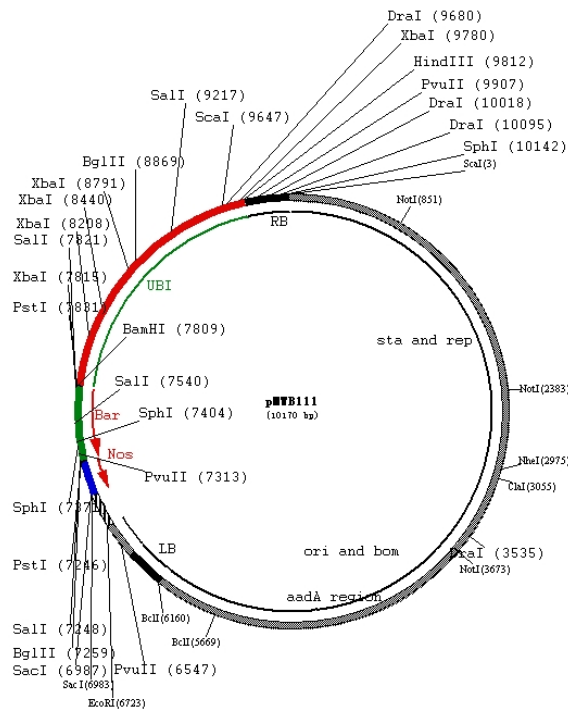 DraI (9680)
XbaI (9780)
HindIII (9812)
PvuII (9907)
DraI (10018)
DraI (10095)
SphI (10142)
ScaI(3)
SalI (9217)
ScaI (9647)
BglII (8869)
XbaI (8791)
XbaI (8440)
XbaI (8208)
SalI (7821)
XbaI (7815)
PstI (7831)
BamHI (7809)
SalI (7540)
SphI (7404)
PvuII (7313)
SphI (7371)
PstI (7246)
SalI (7248)
BglII (7259)
SacI (6987)
SacI(6983)
EcoRI(6723)
PvuII (6547)
BclI(6160)
BclI(5669)
NotI(851)
NotI(2383)
NheI(2975)
ClaI(3055)
DraI (3535)
NotI(3673)
RB
UBI
sta and rep
Bar
Nos
LB
ori and bom
aadA region
pMWB111
(10170 bp)